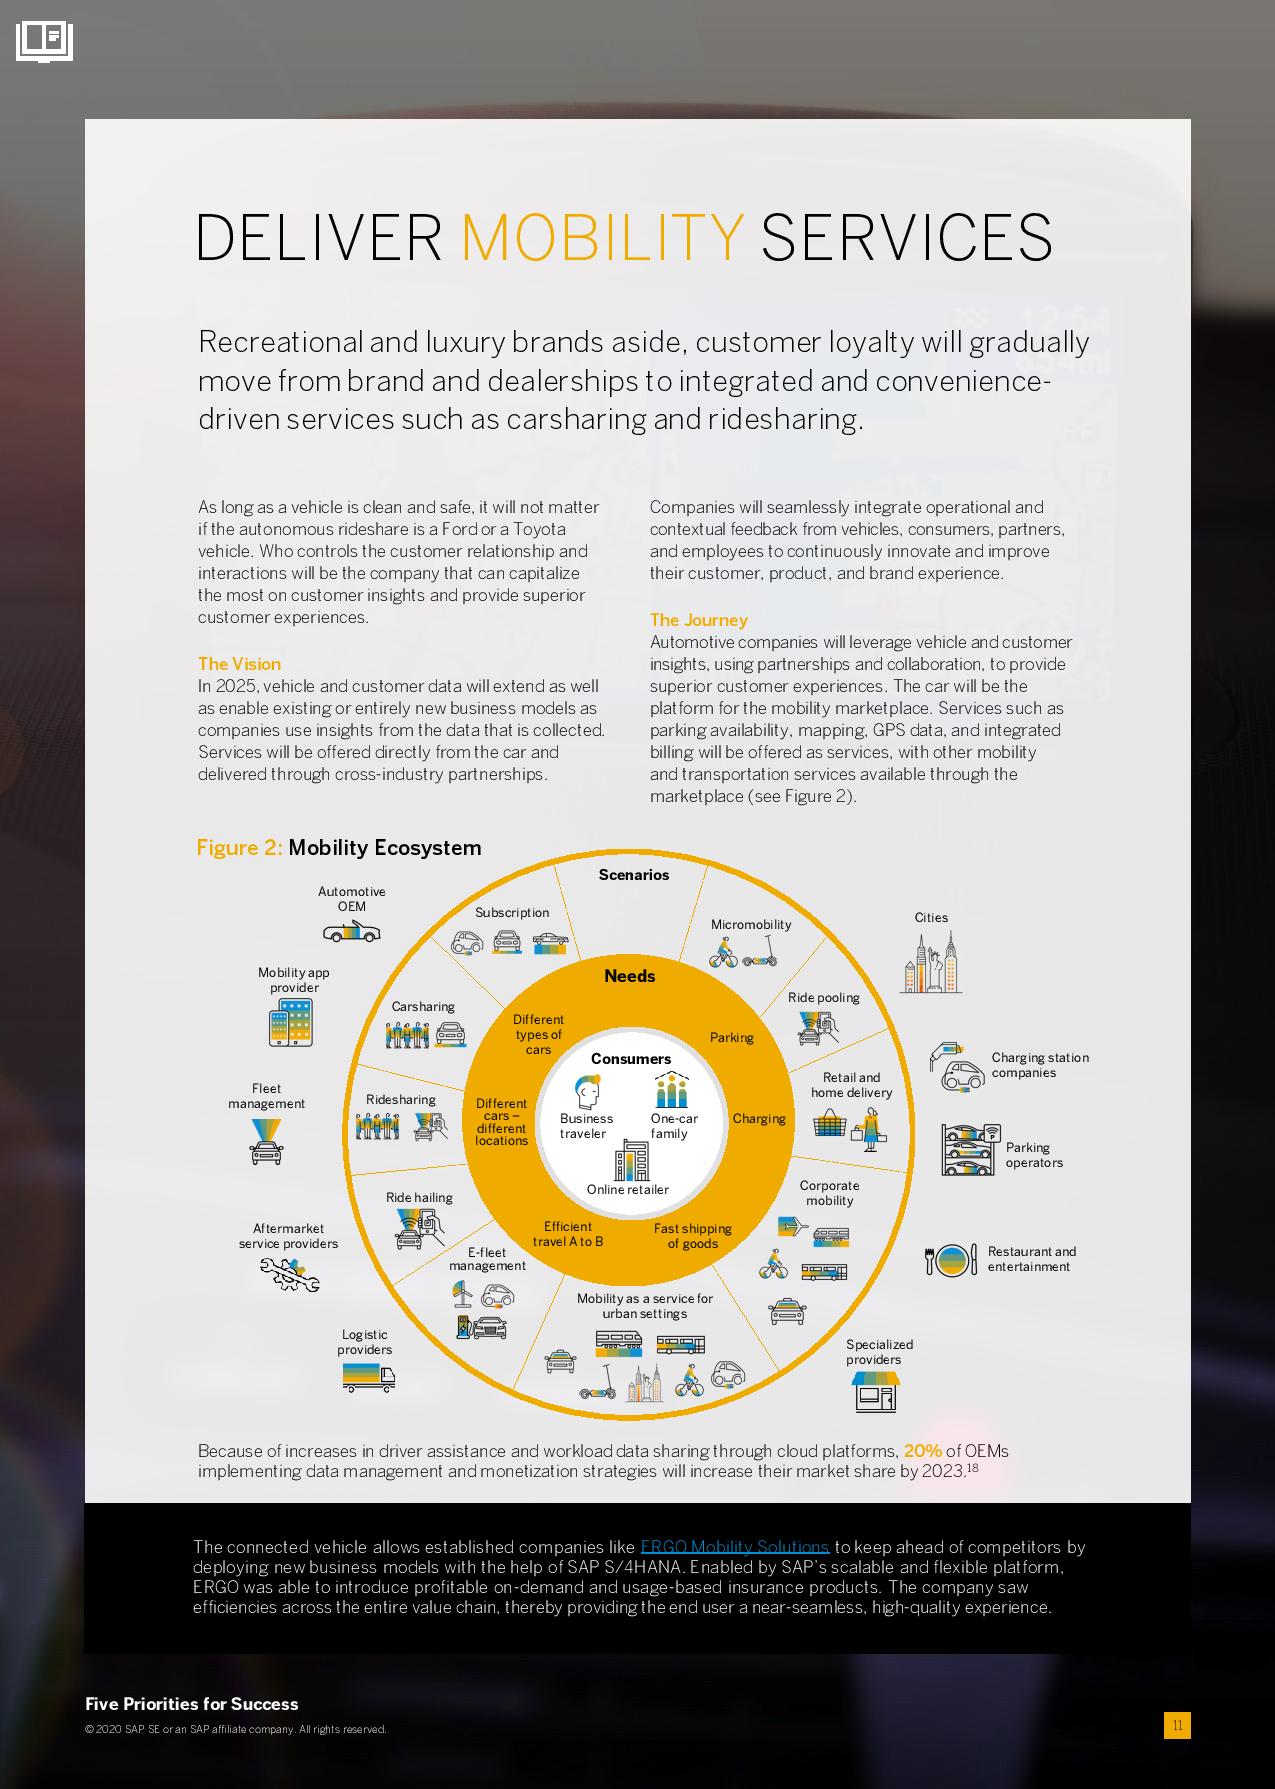 DELIVER MOBILITY SERVICES
Recreational and luxury brands aside, customer loyalty will gradually
move from brand and dealerships to integrated and convenience-
driven services such as carsharing and ridesharing.
As long as a vehicle is clean and safe, it will not matter
if the autonomous rideshare is a Ford or a Toyota
vehicle. Who controls the customer relationship and
interactions will be the company that can capitalize
the most on customer insights and provide superior
customer experiences.
The Vision
In 2025, vehicle and customer data will extend as well
as enable existing or entirely new business models as
companies use insights from the data that is collected.
Services will be offered directly from the car and
delivered through cross-industry partnerships.
Companies will seamlessly integrate operational and
contextual feedback from vehicles, consumers, partners,
and employees to continuously innovate and improve
their customer, product, and brand experience.
The Journey
Automotive companies will leverage vehicle and customer
insights, using partnerships and collaboration, to provide
superior customer experiences. The car will be the
platform for the mobility marketplace. Services such as
parking availability, mapping, GPS data, and integrated
billing will be offered as services, with other mobility
and transportation services available through the
marketplace (see Figure 2).
Figure 2: Mobility Ecosystem
Automotive
OEM
Mobility app
provider
Fleet
management
Aftermarket
service providers
Logistic
providers
Scenarios
Subscription
Carsharing
Ridesharing
Ride hailing
E-fleet
management
Mobility as a service for
urban settings
Corporate
mobility
Retail and
home delivery
Ride pooling
Micromobility
Needs
Different
types of
cars
Different
cars –
different
locations
Efficient
travel A to B
Fast shipping
of goods
Charging
Parking
Consumers
Business
traveler
One-car
family
Online retailer
Cities
Charging station
companies
Parking
operators
Restaurant and
entertainment
Specialized
providers
Because of increases in driver assistance and workload data sharing through cloud platforms, 20% of OEMs
implementing data management and monetization strategies will increase their market share by 2023.18
The connected vehicle allows established companies like ERGO Mobility Solutions to keep ahead of competitors by
deploying new business models with the help of SAP S/4HANA. Enabled by SAP's scalable and flexible platform,
ERGO was able to introduce profitable on-demand and usage-based insurance products. The company saw
efficiencies across the entire value chain, thereby providing the end user a near-seamless, high-quality experience.
Five Priorities for Success
© 2020 SAP SE or an SAP affiliate company. All rights reserved.
11